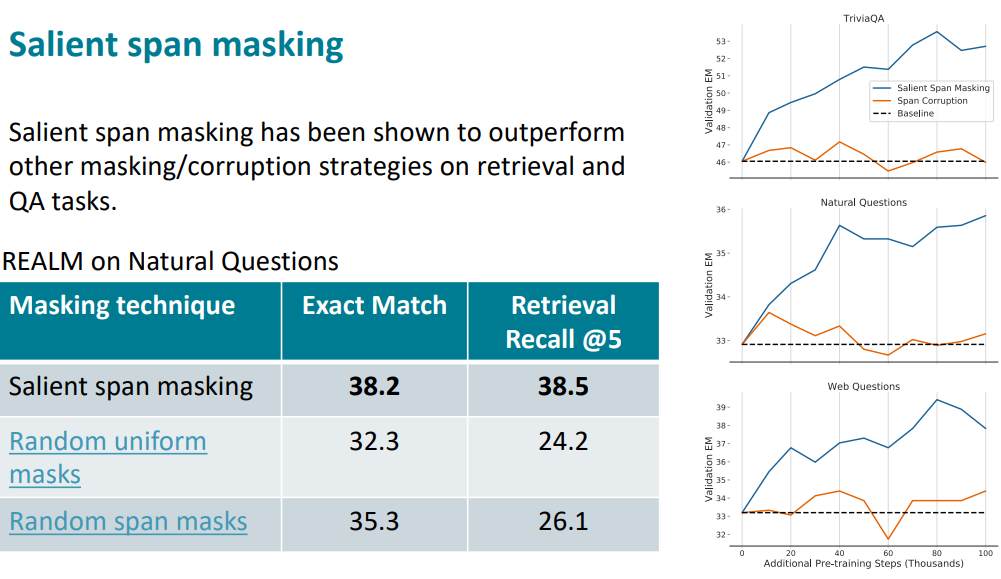 Salient span masking
Salient span masking has been shown to outperform
other masking/corruption strategies on retrieval and
QA tasks.
REALM on Natural Questions
Masking technique
Exact Match
Retrieval
Recall @5
Salient span masking
38.2
38.5
Random uniform
masks
32.3
24.2
Random span masks
35.3
26.1
TriviaQA
Validation EM
53
52
51
50
49
48
47
46
Salient Span Masking
Span Corruption
Baseline
Natural Questions
Validation EM
36
35
34
33
Web Questions
Validation EM
39
38
37
36
35
34
33
32
0 20 40 60 80 100
Additional Pre-training Steps (Thousands)